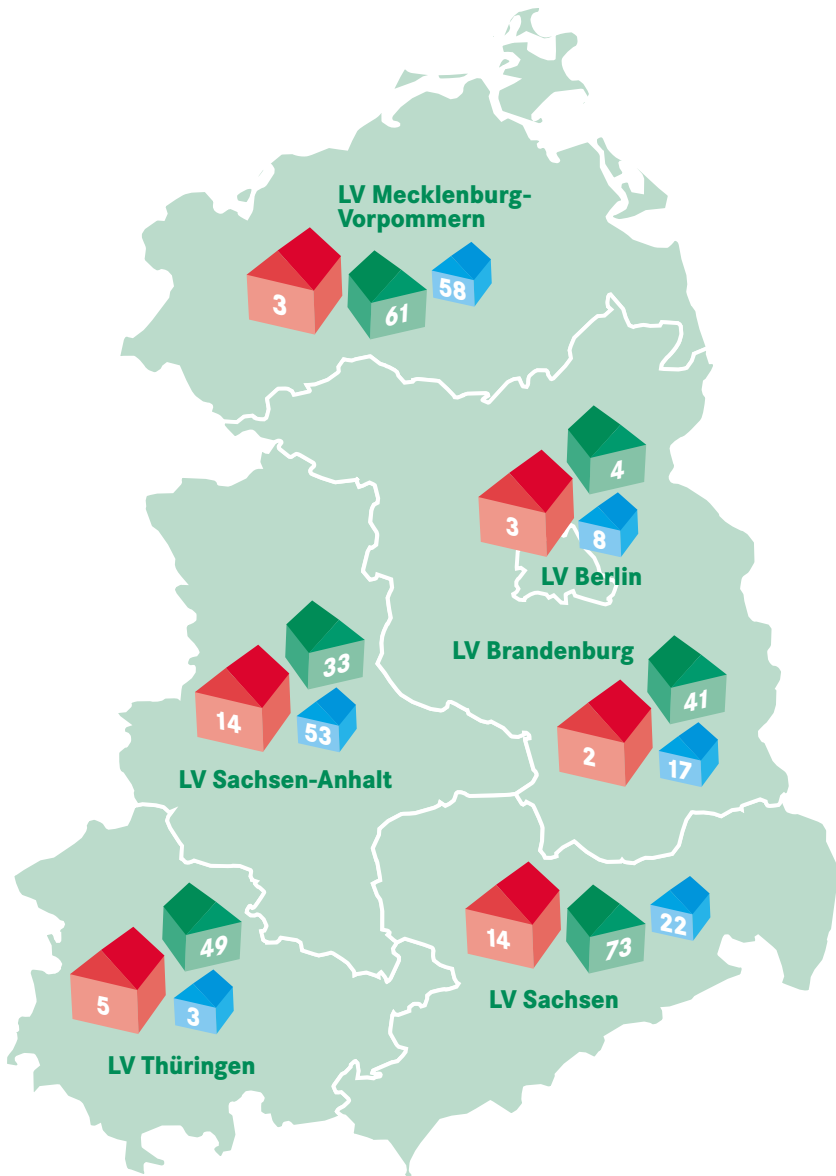 LV Mecklenburg-
Vorpommern
3
61
58
4
3
8
LV Berlin
LV Brandenburg
33
14
53
LV Sachsen-Anhalt
41
2
17
49
5
3
LV Thüringen
14
73
22
LV Sachsen